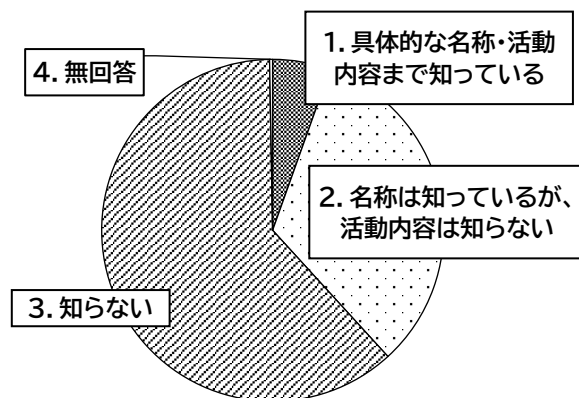 1. 具体的な名称・活動
内容まで知っている
2. 名称は知っているが、
活動内容は知らない
3. 知らない
4. 無回答